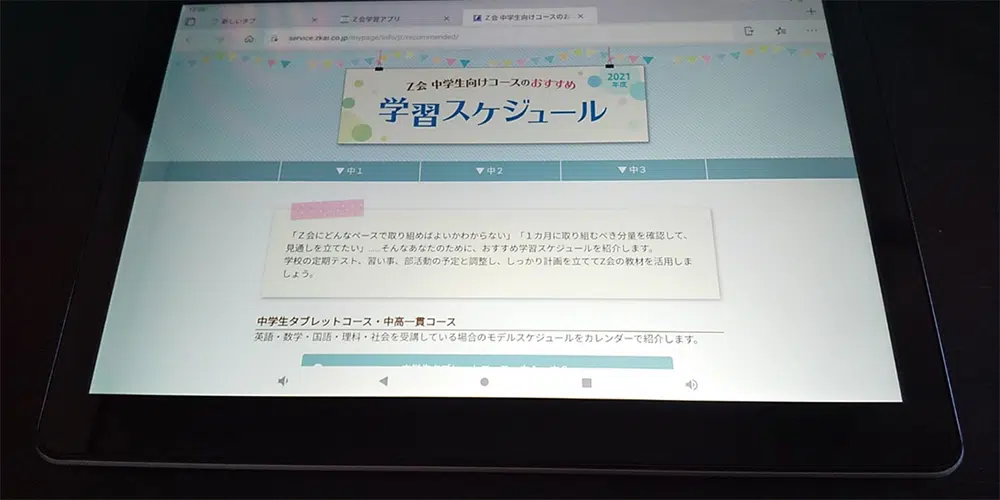 新しいタブ
Z会学習アプリ
Z会 中学生向けコースのお
service.zkai.co.jp/mypage/info/jr/recommended/
Z会 中学生向けコースのおすすめ
2021
年度
学習スケジュール
▼中1
▼中2
▼中3
「Z会にどんなペースで取り組めばよいかわからない」「1カ月に取り組むべき分量を確認して、
見通しを立てたい」……そんなあなたのために、おすすめ学習スケジュールを紹介します。
学校の定期テスト、習い事、部活動の予定と調整し、しっかり計画を立ててZ会の教材を活用しま
しょう。
中学生タブレットコース・中高一貫コース
英語・数学・国語・理科・社会を受講している場合のモデルスケジュールをカレンダーで紹介します。